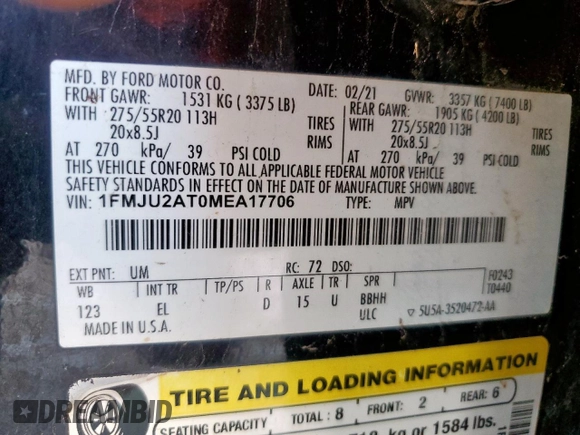 MFD. BY FORD MOTOR CO.
DATE: 02/21 GVWR: 3357 KG ( 7400 LB)
FRONT GAWR: 1531 KG ( 3375 LB) REAR GAWR: 1905 KG ( 4200 LB)
WITH 275/55R20 113H TIRES 275/55R20 113H TIRES
20x8.5J RIMS 20x8.5J RIMS
AT 270 kPa/ 39 PSI COLD AT 270 kPa/ 39 PSI COLD
THIS VEHICLE CONFORMS TO ALL APPLICABLE FEDERAL MOTOR VEHICLE
SAFETY STANDARDS IN EFFECT ON THE DATE OF MANUFACTURE SHOWN ABOVE.
VIN: 1FMJU2AT0MEA17706 TYPE: MPV
EXT PNT: UM RC: 72 DSO: F0243
WB INT TR TP/PS R AXLE TR SPR T0440
123 EL D 15 U BBHH
MADE IN U.S.A. ULC ▽ 5U5A-3520472-AA
TIRE AND LOADING INFORMATION
SEATING CAPACITY TOTAL : 8 FRONT: 2 REAR: 6
kg or 1584 lbs.
DREAMBID